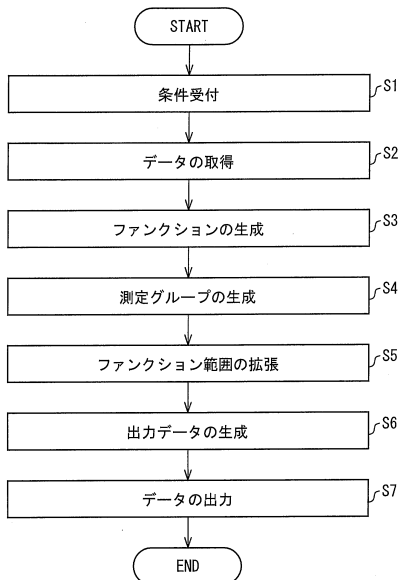 START
条件受付
S1
データの取得
S2
ファンクションの生成
S3
測定グループの生成
S4
ファンクション範囲の拡張
S5
出力データの生成
S6
データの出力
S7
END